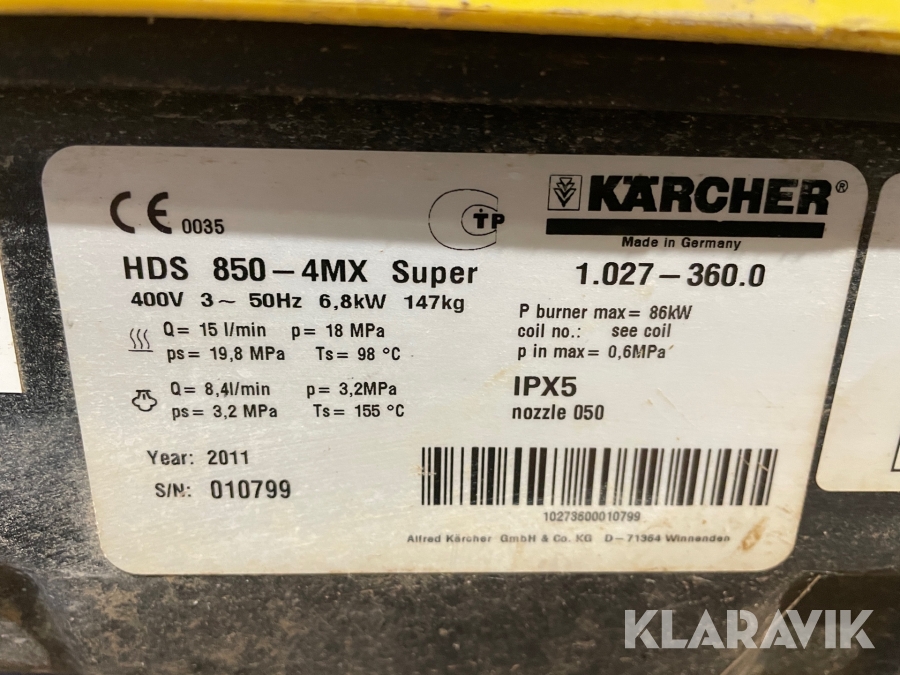 CE 0035
TP
KÄRCHER®
Made in Germany
HDS 850-4MX Super
1.027-360.0
400V 3~ 50Hz 6,8kW 147kg
Q= 15 l/min p= 18 MPa
ps= 19,8 MPa Ts= 98 °C
P burner max= 86kW
coil no.: see coil
p in max= 0,6MPa
Q= 8,4l/min p= 3,2MPa
ps= 3,2 MPa Ts= 155 °C
IPX5
nozzle 050
Year: 2011
S/N: 010799
10273600010799
Alfred Kärcher GmbH & Co. KG D-71364 Winnenden
KLARAVIK